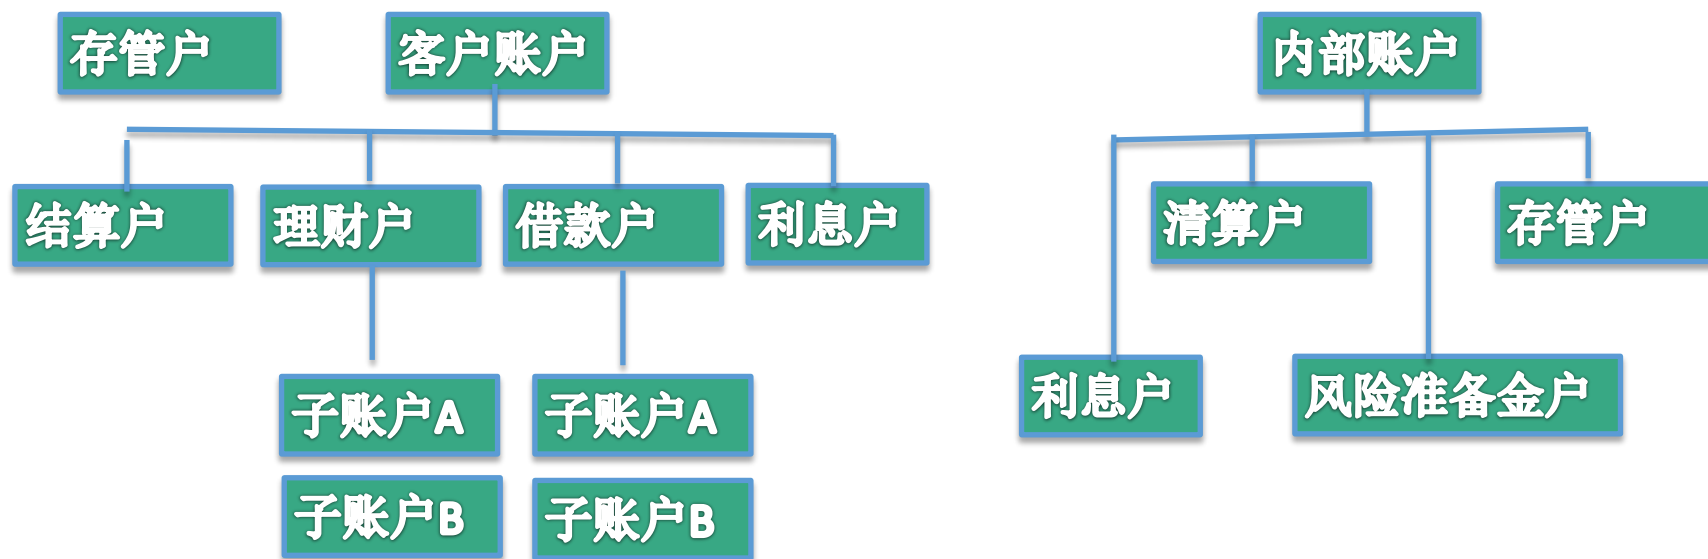 存管户
客户账户
内部账户
结算户
理财户
借款户
利息户
清算户
存管户
利息户
风险准备金户
子账户A
子账户A
子账户B
子账户B